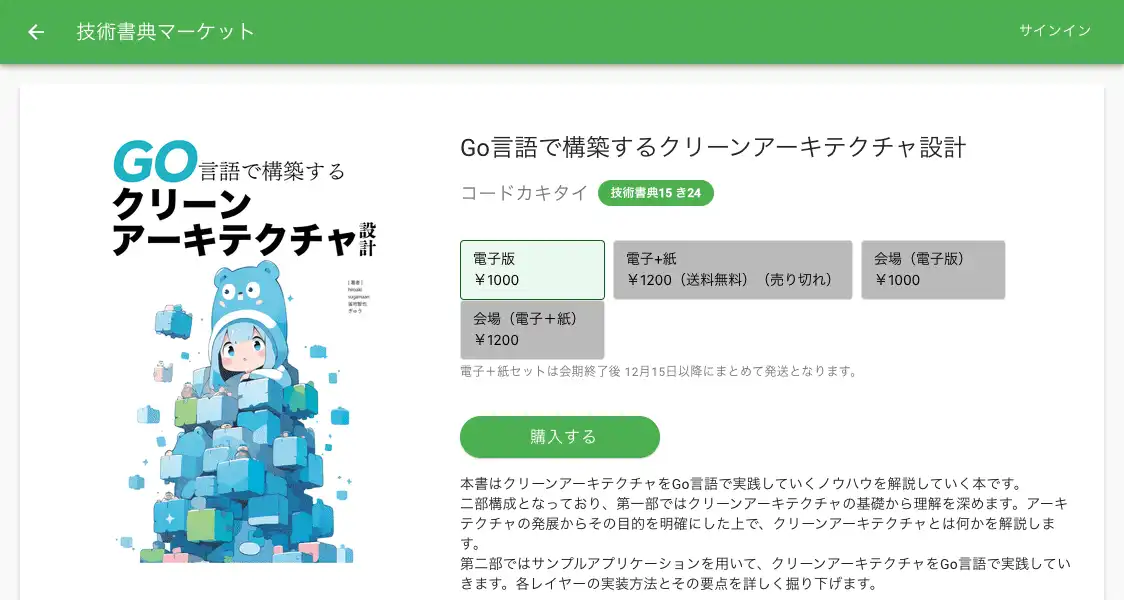 技術書典マーケット
サインイン
GO言語で構築する
クリーン
アーキテクチャ設計
[著者]
hiroaki
Go言語で構築するクリーンアーキテクチャ設計
コードカキタイ
技術書典15 き24
電子版
￥1000
電子+紙
￥1200（送料無料）（売り切れ）
会場（電子版）
￥1000
会場（電子＋紙）
￥1200
電子＋紙セットは会期終了後 12月15日以降にまとめて発送となります。
購入する
本書はクリーンアーキテクチャをGo言語で実践していくノウハウを解説していく本です。
二部構成となっており、第一部ではクリーンアーキテクチャの基礎から理解を深めます。アーキ
テクチャの発展からその目的を明確にした上で、クリーンアーキテクチャとは何かを解説しま
す。
第二部ではサンプルアプリケーションを用いて、クリーンアーキテクチャをGo言語で実践してい
きます。各レイヤーの実装方法とその要点を詳しく掘り下げます。